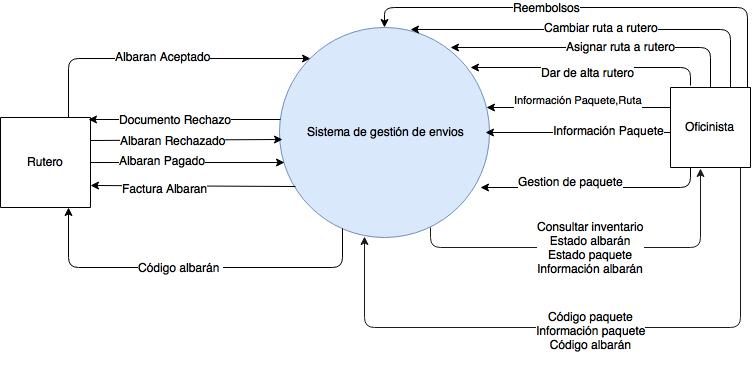 Reembolsos
Cambiar ruta a rutero
Asignar ruta a rutero
Albaran Aceptado
Dar de alta rutero
Información Paquete,Ruta
Documento Rechazo
Sistema de gestión de envios
Información Paquete
Oficinista
Albaran Rechazado
Rutero
Albaran Pagado
Factura Albaran
Gestion de paquete
Consultar inventario
Estado albarán
Estado paquete
Información albarán
Código albarán
Código paquete
Información paquete
Código albarán